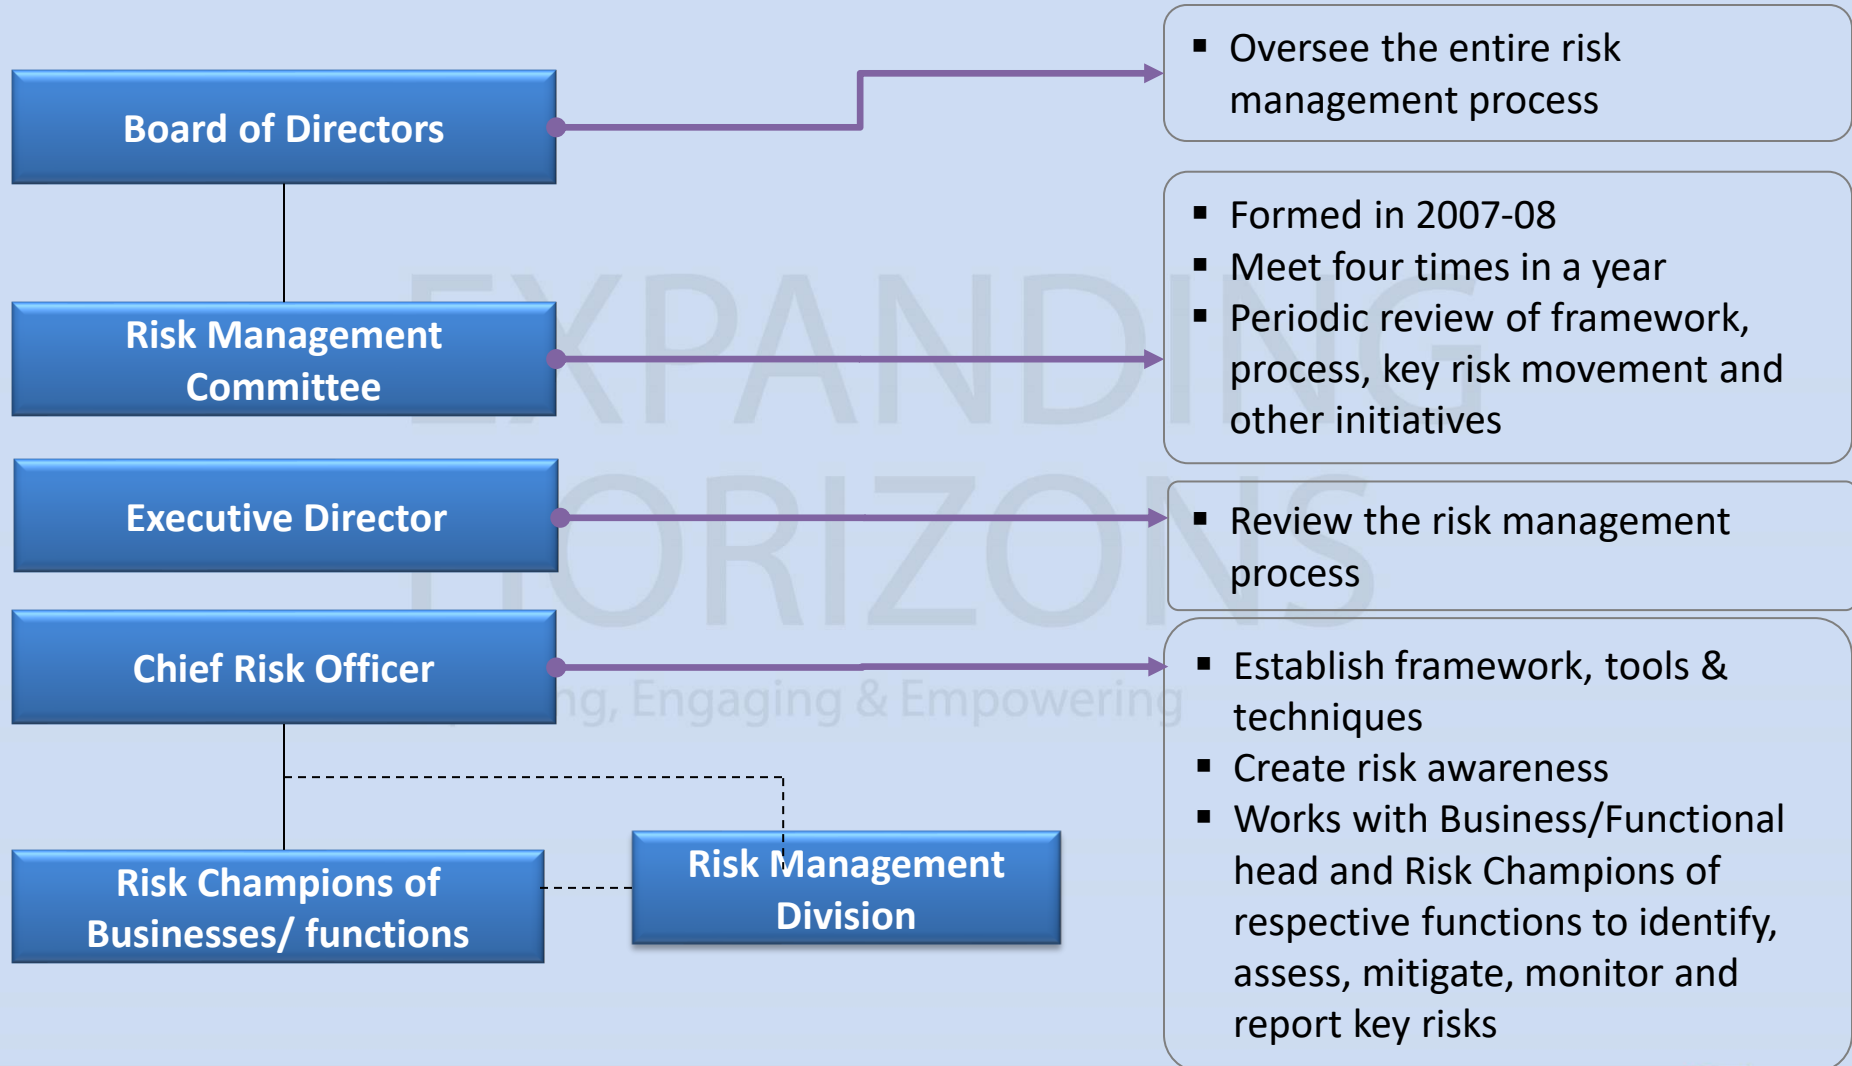 Board of Directors
▪ Oversee the entire risk
management process
Risk Management
Committee
▪ Formed in 2007-08
▪ Meet four times in a year
▪ Periodic review of framework,
process, key risk movement and
other initiatives
Executive Director
▪ Review the risk management
process
Chief Risk Officer
▪ Establish framework, tools &
techniques
▪ Create risk awareness
▪ Works with Business/Functional
head and Risk Champions of
respective functions to identify,
assess, mitigate, monitor and
report key risks
Risk Champions of
Businesses/ functions
Risk Management
Division
EXPANDING
HORIZONS
Engaging & Empowering